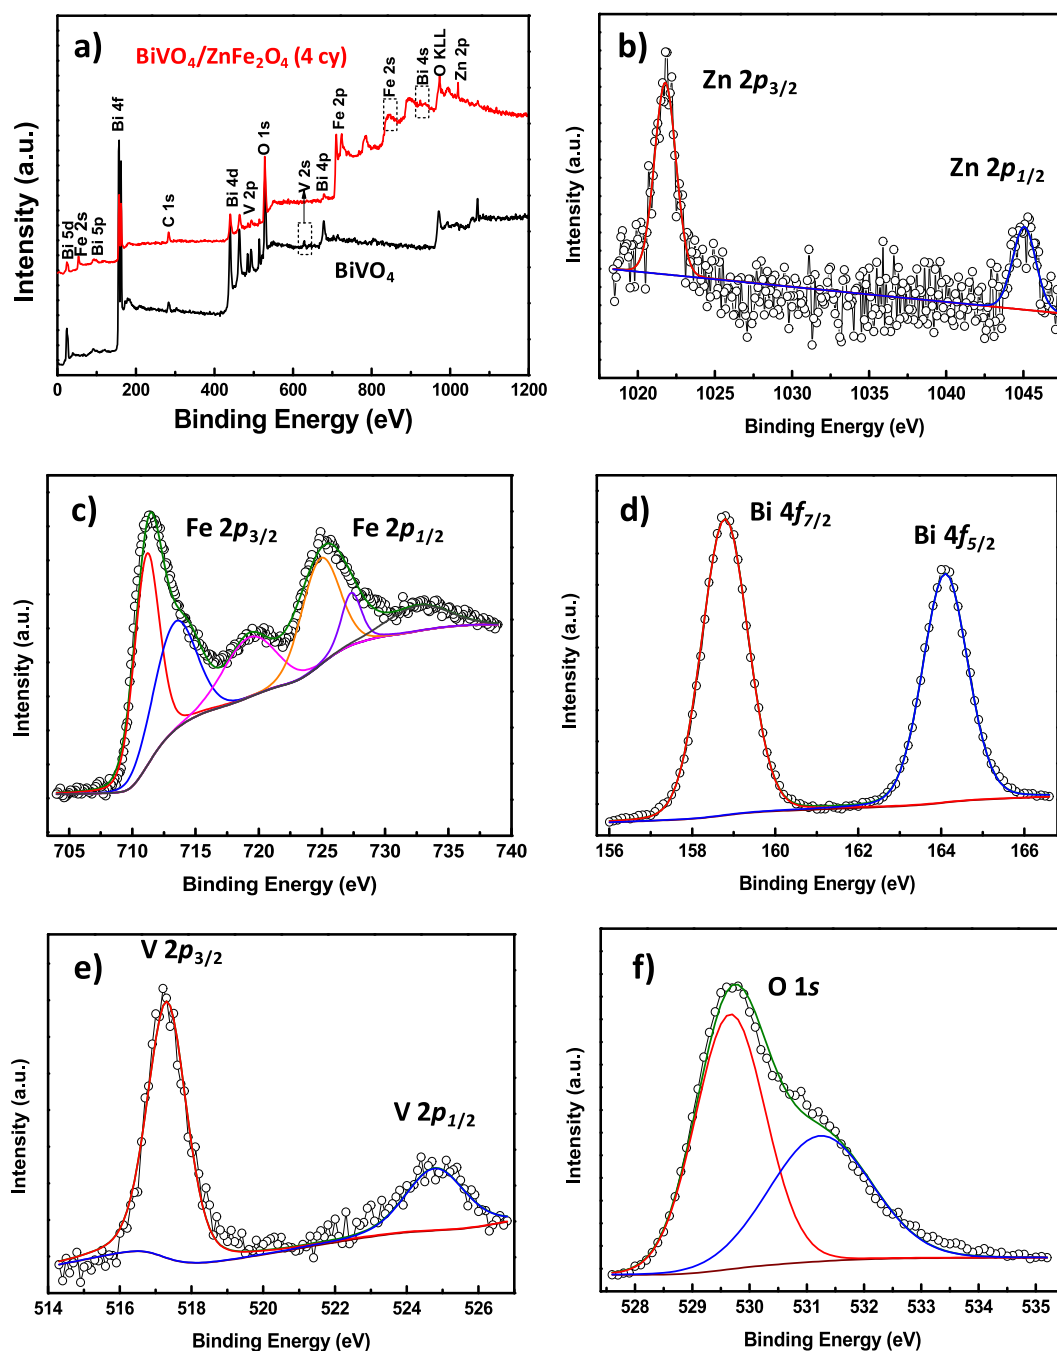 a)
BiVO4/ZnFe2O4 (4 cy)
Bi 5d
Fe 2s
Bi 5p
Bi 4f
C 1s
Bi 4d
V 2p
O 1s
V 2s
Bi 4p
Fe 2p
Fe 2s
Bi 4s
O KLL
Zn 2p
BiVO4
Intensity (a.u.)
0 200 400 600 800 1000 1200
Binding Energy (eV)
b)
Zn 2p3/2
Zn 2p1/2
Intensity (a.u.)
1020 1025 1030 1035 1040 1045
Binding Energy (eV)
c)
Fe 2p3/2
Fe 2p1/2
Intensity (a.u.)
705 710 715 720 725 730 735 740
Binding Energy (eV)
d)
Bi 4f7/2
Bi 4f5/2
Intensity (a.u.)
156 158 160 162 164 166
Binding Energy (eV)
e)
V 2p3/2
V 2p1/2
Intensity (a.u.)
514 516 518 520 522 524 526
Binding Energy (eV)
f)
O 1s
Intensity (a.u.)
528 529 530 531 532 533 534 535
Binding Energy (eV)